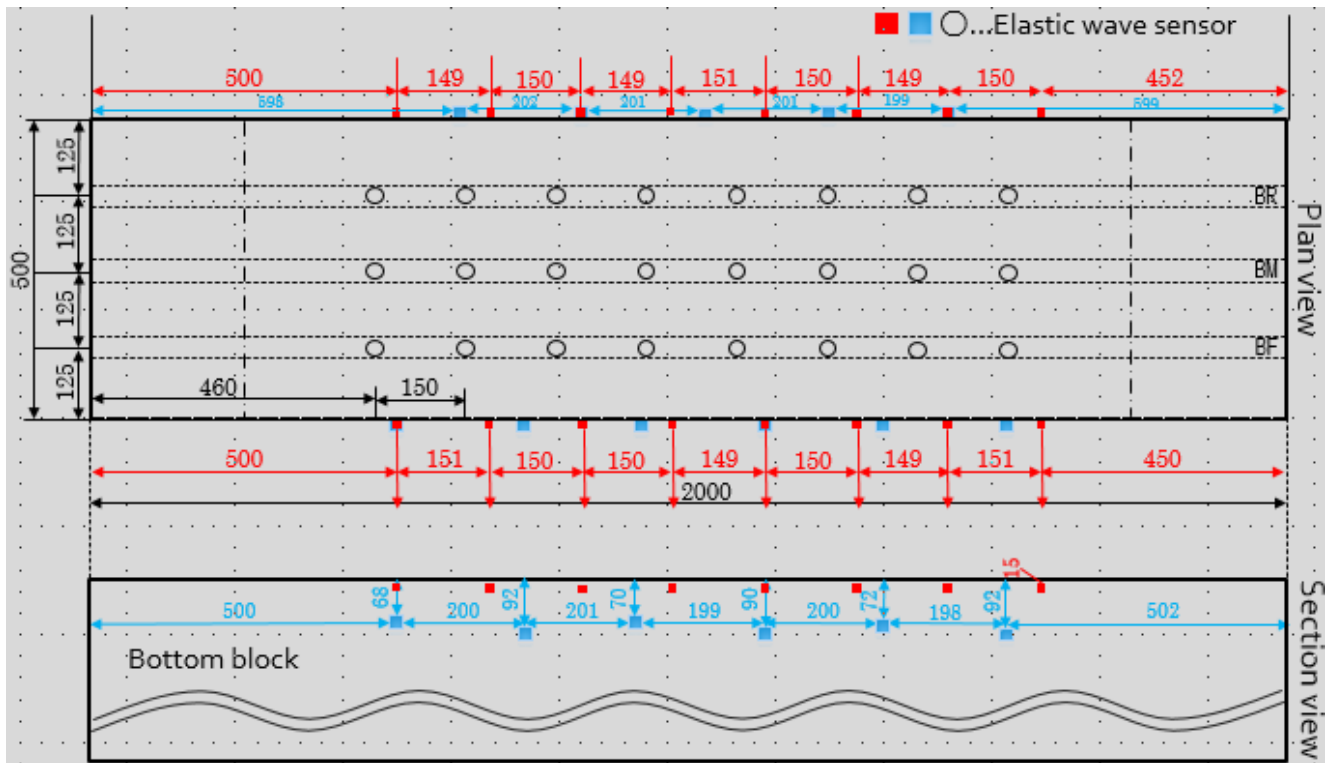 ...Elastic wave sensor
500 149 150 149 151 150 149 150 452
598 202 201 201 199 599
125
125
125
125
500
BR
BM
BF
Plan view
460 150
500 151 150 150 149 150 149 151 450
2000
68 92 70 90 72 92 15
500 200 201 199 200 198 502
Bottom block
Section view